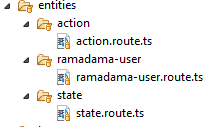 entities
action
action.route.ts
ramadama-user
ramadama-user.route.ts
state
state.route.ts